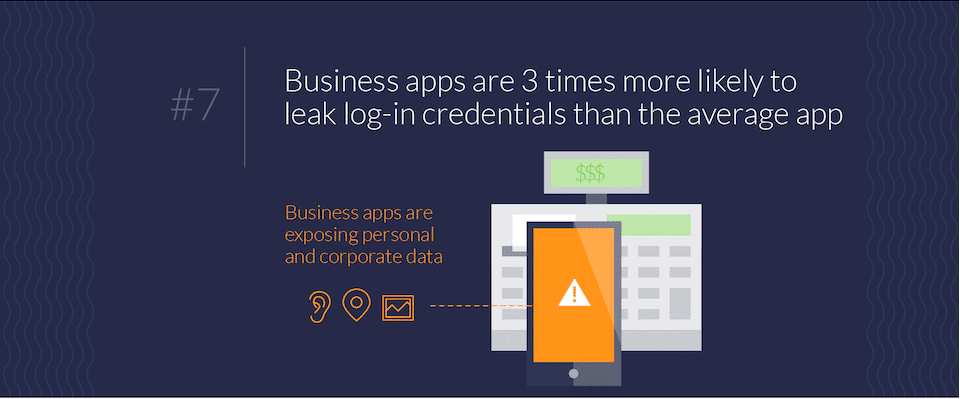 #7
Business apps are 3 times more likely to
leak log-in credentials than the average app
$$$
Business apps are
exposing personal
and corporate data
!